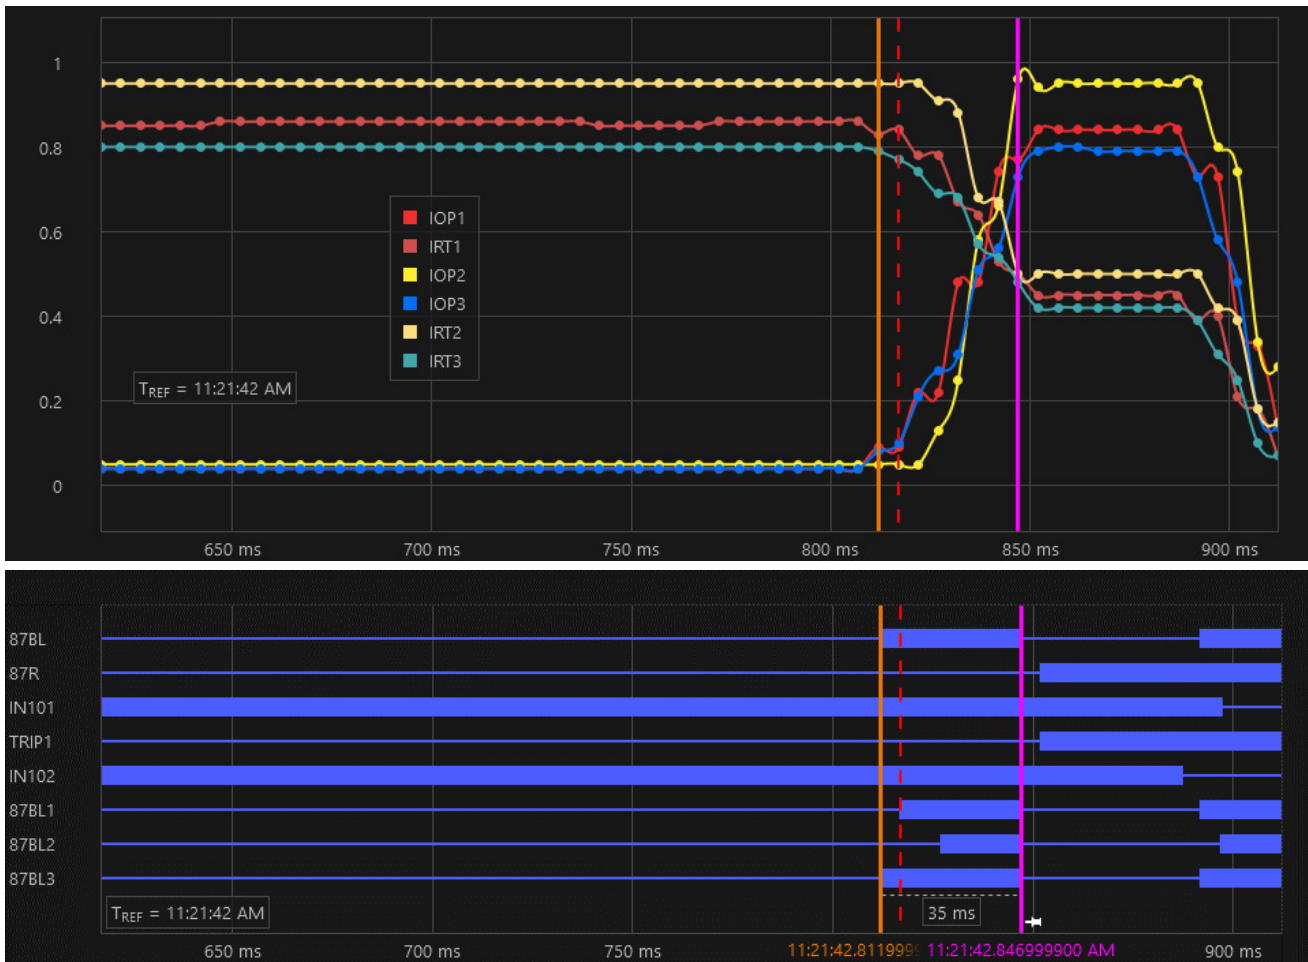 1
0.8
0.6
0.4
0.2
0
IOP1
IRT1
IOP2
IOP3
IRT2
IRT3
TREF = 11:21:42 AM
650 ms 700 ms 750 ms 800 ms 850 ms 900 ms
87BL
87R
IN101
TRIP1
IN102
87BL1
87BL2
87BL3
TREF = 11:21:42 AM
35 ms
650 ms 700 ms 750 ms 11:21:42.8119999 11:21:42.846999900 AM 900 ms